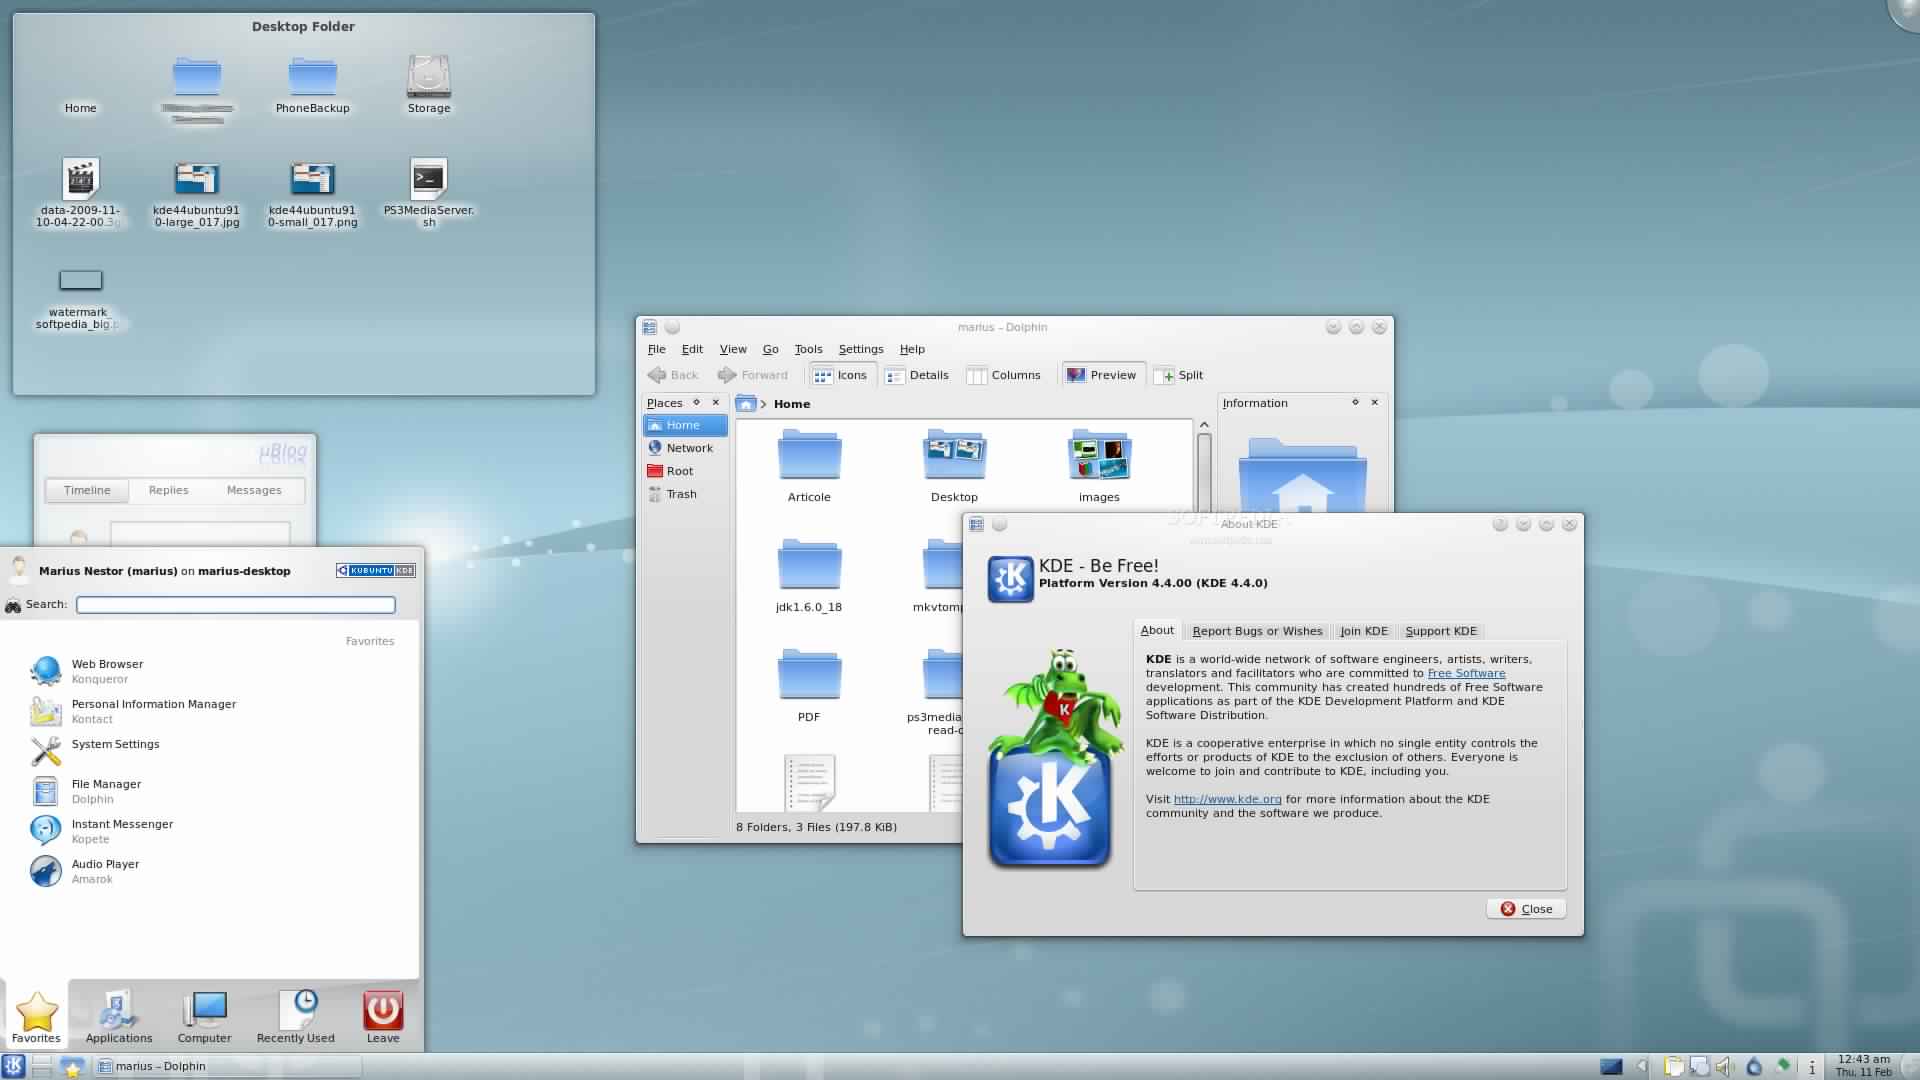 Desktop Folder
Home
PhoneBackup
Storage
data-2009-11-
10-04-22-00.3g
kde44ubuntu91
0-large_017.jpg
kde44ubuntu91
0-small_017.png
PS3MediaServer.
sh
watermark_
softpedia_big.p
µBlog
Timeline
Replies
Messages
Marius Nestor (marius) on marius-desktop
KUBUNTU KDE
Search:
Favorites
Web Browser
Konqueror
Personal Information Manager
Kontact
System Settings
File Manager
Dolphin
Instant Messenger
Kopete
Audio Player
Amarok
Favorites
Applications
Computer
Recently Used
Leave
marius – Dolphin
File Edit View Go Tools Settings Help
Back Forward Icons Details Columns Preview Split
Places
Home
Network
Root
Trash
> Home
Information
Articole
Desktop
images
jdk1.6.0_18
mkvtom
PDF
ps3media
read-o
8 Folders, 3 Files (197.8 KiB)
SOFTPEDIA
About KDE
KDE - Be Free!
Platform Version 4.4.00 (KDE 4.4.0)
About
Report Bugs or Wishes
Join KDE
Support KDE
KDE is a world-wide network of software engineers, artists, writers,
translators and facilitators who are committed to Free Software
development. This community has created hundreds of Free Software
applications as part of the KDE Development Platform and KDE
Software Distribution.
KDE is a cooperative enterprise in which no single entity controls the
efforts or products of KDE to the exclusion of others. Everyone is
welcome to join and contribute to KDE, including you.
Visit http://www.kde.org for more information about the KDE
community and the software we produce.
Close
marius – Dolphin
12:43 am
Thu, 11 Feb